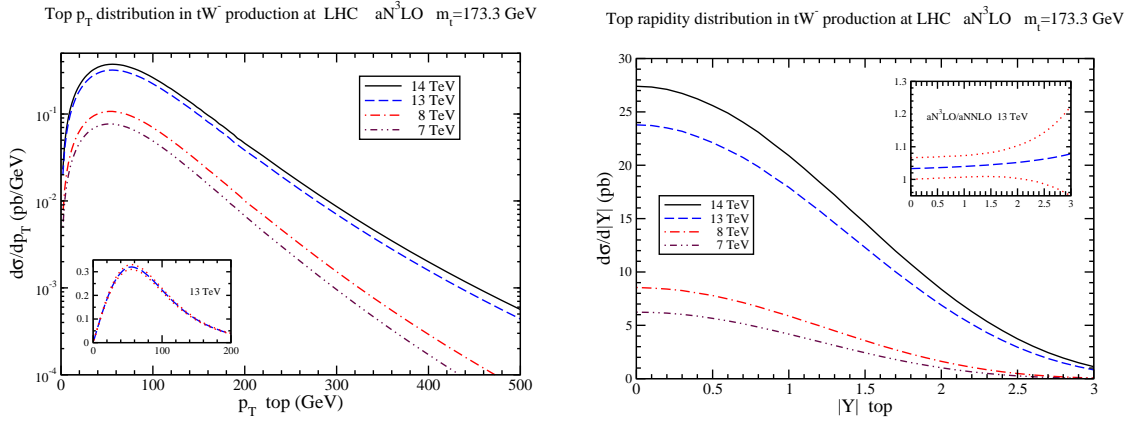 Top p_T distribution in tW^- production at LHC aN^3LO m_t=173.3 GeV
dσ/dp_T (pb/GeV)
10^-1
10^-2
10^-3
10^-4
14 TeV
13 TeV
8 TeV
7 TeV
0.3
0.2
0.1
0
13 TeV
0 100 200
0 100 200 300 400 500
p_T top (GeV)
Top rapidity distribution in tW^- production at LHC aN^3LO m_t=173.3 GeV
dσ/d|Y| (pb)
30
25
20
15
10
5
0
1.3
1.2
1.1
1
aN^3LO/aNNLO 13 TeV
0 0.5 1 1.5 2 2.5 3
14 TeV
13 TeV
8 TeV
7 TeV
0 0.5 1 1.5 2 2.5 3
|Y| top